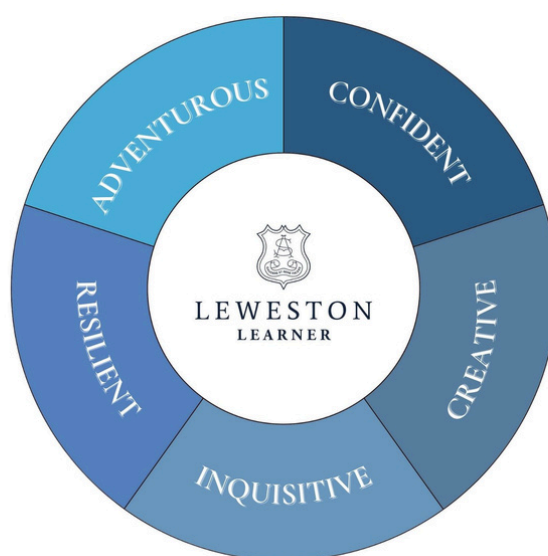 ADVENTUROUS
CONFIDENT
CREATIVE
INQUISITIVE
RESILIENT
LEWESTON
LEARNER